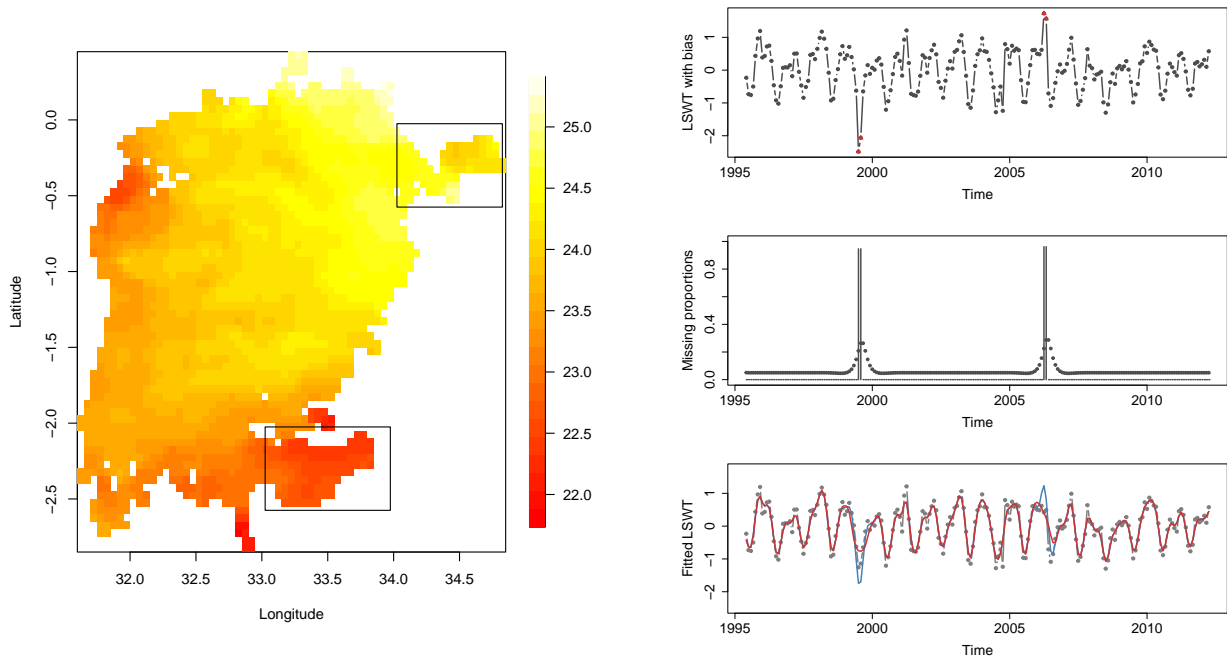 0.0
−0.5
−1.0
−1.5
−2.0
−2.5
Latitude
32.0 32.5 33.0 33.5 34.0 34.5
Longitude
25.0
24.5
24.0
23.5
23.0
22.5
22.0
LSWT with bias
1
0
−1
−2
1995 2000 2005 2010
Time
Missing proportions
0.8
0.4
0.0
1995 2000 2005 2010
Time
Fitted LSWT
1
0
−1
−2
1995 2000 2005 2010
Time